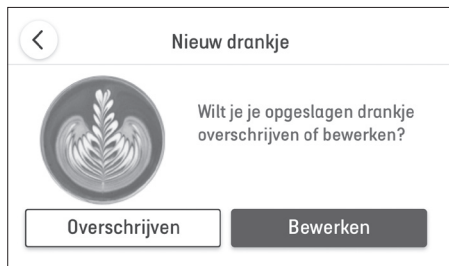 Nieuw drankje
Wilt je je opgeslagen drankje
overschrijven of bewerken?
Overschrijven
Bewerken